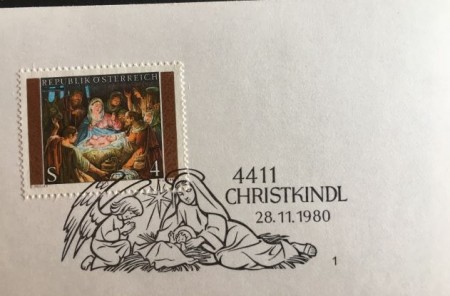 REPUBLIK ÖSTERREICH
S 4
4411
CHRISTKINDL
28.11.1980
1